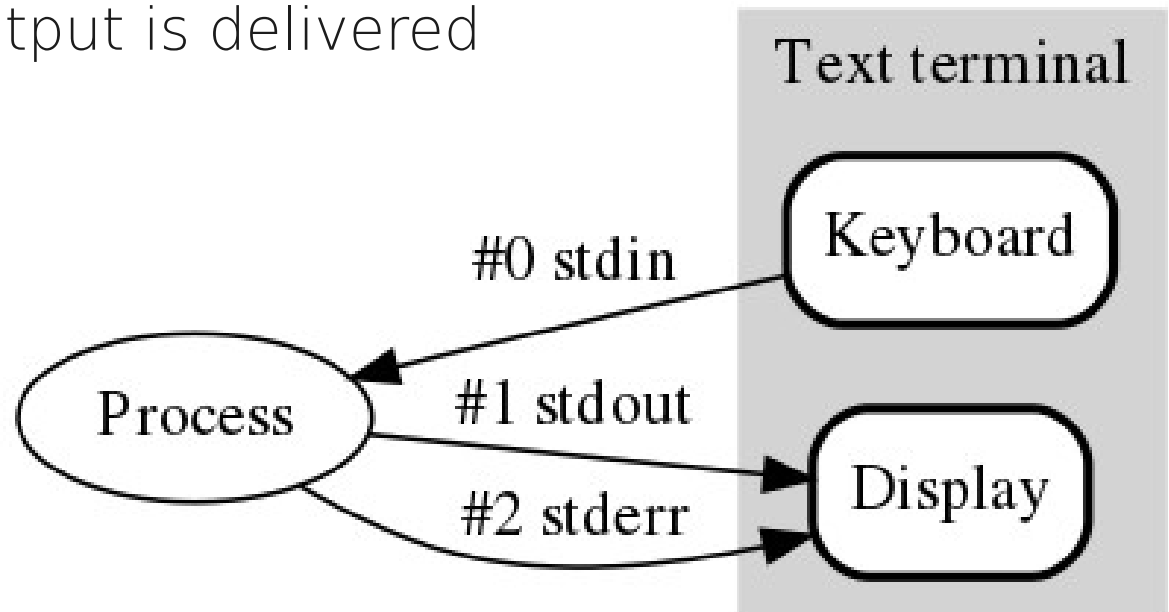 tput is delivered
Text terminal
Keyboard
#0 stdin
Process
#1 stdout
Display
#2 stderr